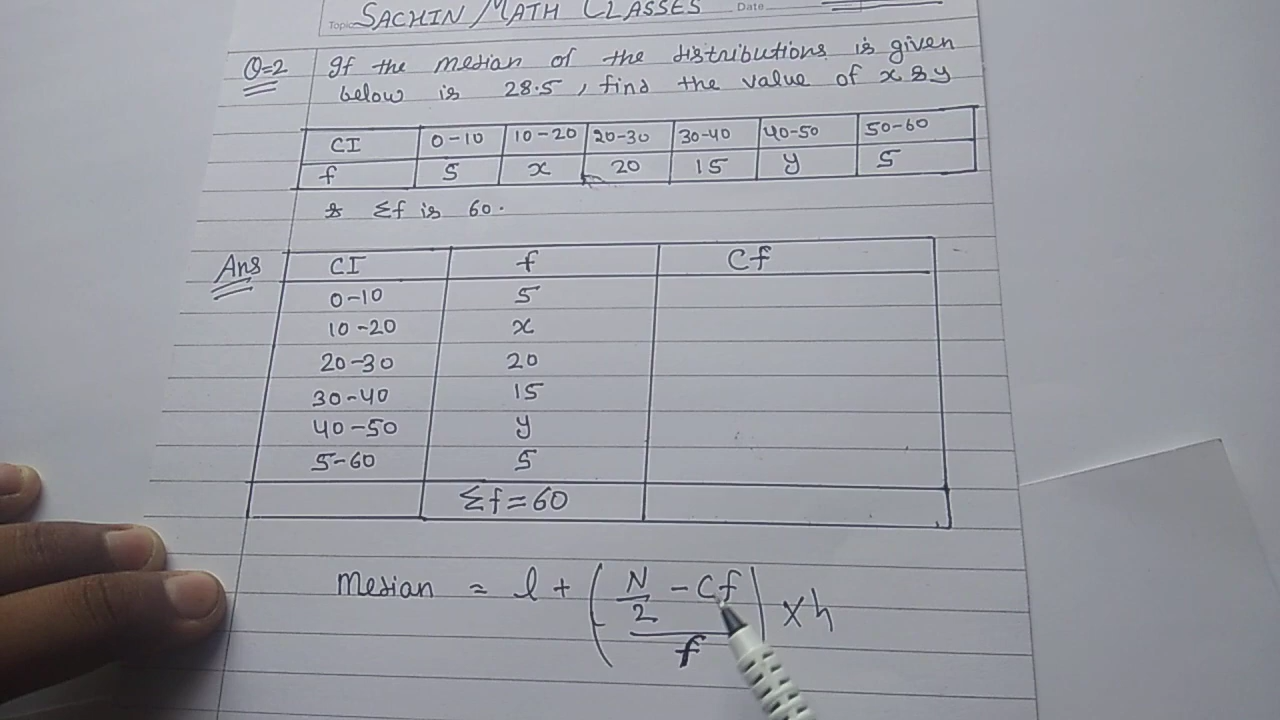 Topic SACHIN MATH CLASSES Date
Q=2 If the median of the distributions is given
below is 28.5, find the value of x & y
CI 0-10 10-20 20-30 30-40 40-50 50-60
f 5 x 20 15 y 5
& Σf is 60.
Ans CI f Cf
0-10 5
10-20 x
20-30 20
30-40 15
40-50 y
5-60 5
Σf=60
Median = l + (N/2 - Cf / f) × h